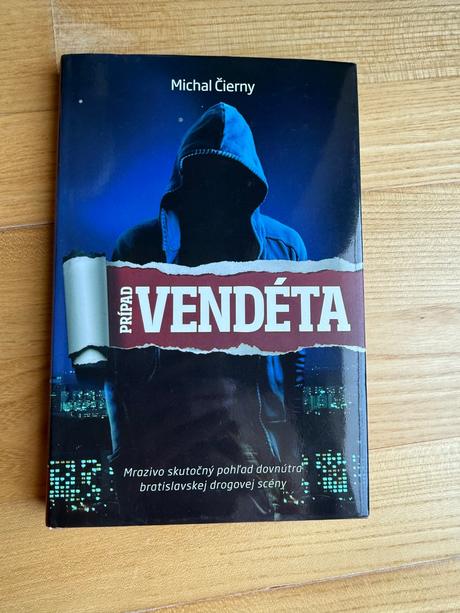 Michal Čierny
PRÍPAD
VENDÉTA
Mrazivo skutočný pohľad dovnútra
bratislavskej drogovej scény